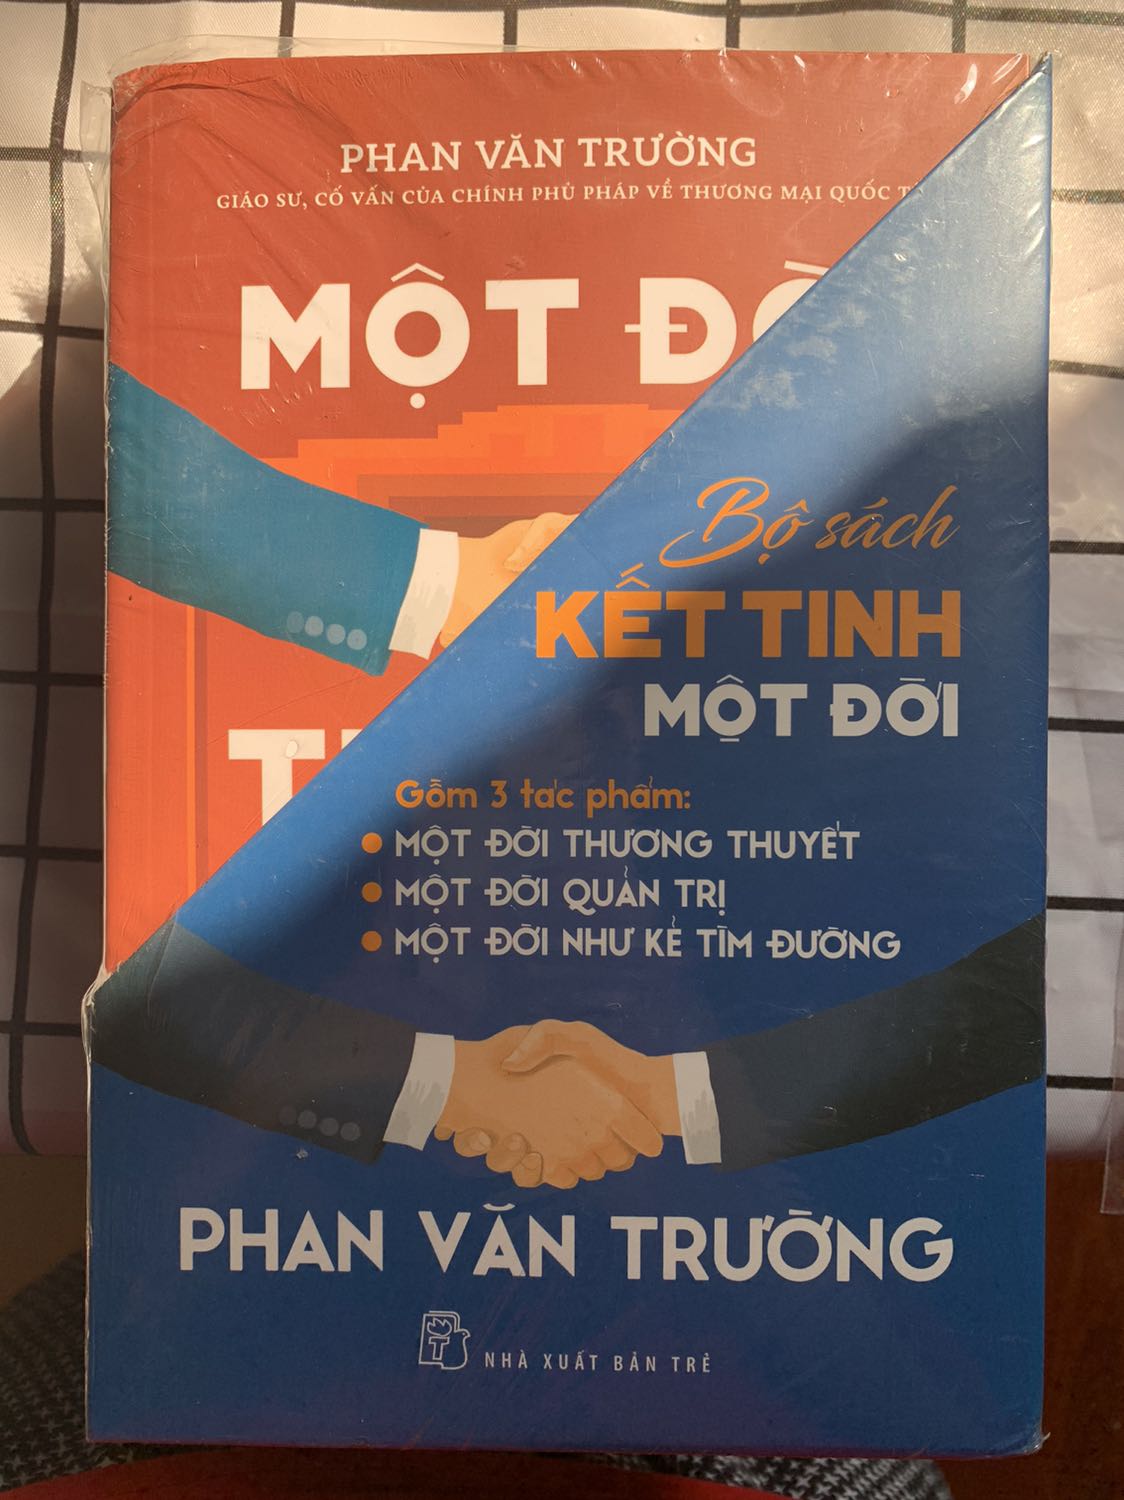 PHAN VĂN TRƯỜNG
GIÁO SƯ, CỐ VẤN CỦA CHÍNH PHỦ PHÁP VỀ THƯƠNG MẠI QUỐC
MỘT
Bộ sách
KẾT TINH
MỘT ĐỜI
Gồm 3 tác phẩm:
MỘT ĐỜI THƯƠNG THUYẾT
MỘT ĐỜI QUẢN TRỊ
MỘT ĐỜI NHƯ KẺ TÌM ĐƯỜNG
PHAN VĂN TRƯỜNG
NHÀ XUẤT BẢN TRẺ